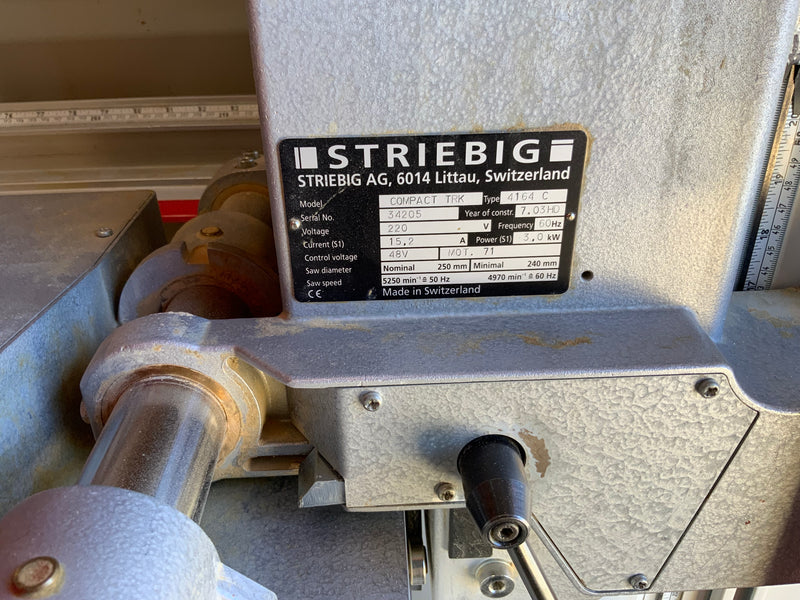 STRIEBIG
STRIEBIG AG, 6014 Littau, Switzerland
Model COMPACT TRK Type 4164 C
Serial No. 34205 Year of constr. 7.03HD
Voltage 220 V Frequency 60Hz
Current (S1) 15,2 A Power (S1) 3,0 kW
Control voltage 48V MOT. 71
Saw diameter Nominal 250 mm Minimal 240 mm
Saw speed 5250 min⁻¹ ≙ 50 Hz 4970 min⁻¹ ≙ 60 Hz
CE Made in Switzerland